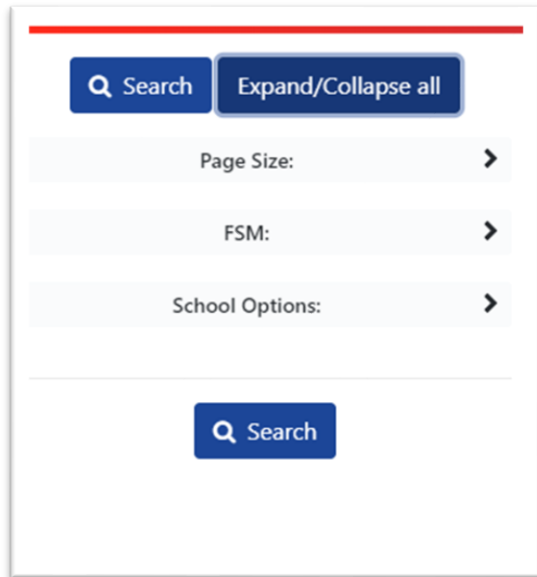 Search Expand/Collapse all
Page Size:
FSM:
School Options:
Search